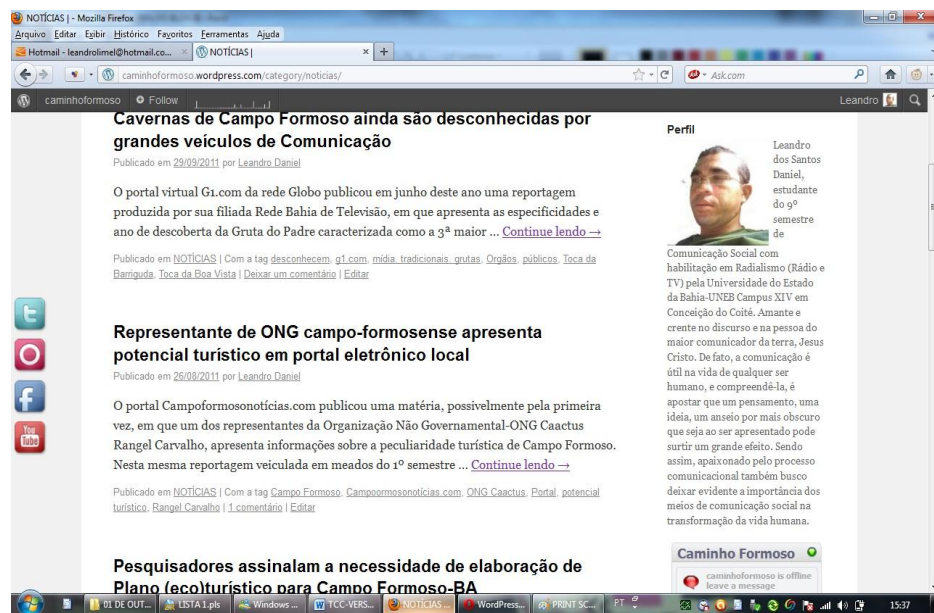 NOTÍCIAS | - Mozilla Firefox
Arquivo Editar Exibir Histórico Favoritos Ferramentas Ajuda
Hotmail - leandrolimel@hotmail.co...
NOTÍCIAS |
caminhoformoso.wordpress.com/category/noticias/
Ask.com
caminhoformoso
Follow
Leandro
Cavernas de Campo Formoso ainda são desconhecidas por
grandes veículos de Comunicação
Publicado em 29/09/2011 por Leandro Daniel
O portal virtual G1.com da rede Globo publicou em junho deste ano uma reportagem
produzida por sua filiada Rede Bahia de Televisão, em que apresenta as especificidades e
ano de descoberta da Gruta do Padre caracterizada como a 3ª maior ... Continue lendo →
Publicado em NOTÍCIAS | Com a tag desconhecem, g1.com, mídia. tradicionais. grutas, Orgãos, públicos, Toca da
Barriguda, Toca da Boa Vista | Deixar um comentário | Editar
Representante de ONG campo-formosense apresenta
potencial turístico em portal eletrônico local
Publicado em 26/08/2011 por Leandro Daniel
O portal Campoformosonotícias.com publicou uma matéria, possivelmente pela primeira
vez, em que um dos representantes da Organização Não Governamental-ONG Caactus
Rangel Carvalho, apresenta informações sobre a peculiaridade turística de Campo Formoso.
Nesta mesma reportagem veiculada em meados do 1º semestre ... Continue lendo →
Publicado em NOTÍCIAS | Com a tag Campo Formoso, Campoormosonotícias.com, ONG Caactus, Portal, potencial
turístico, Rangel Carvalho | 1 comentário | Editar
Pesquisadores assinalam a necessidade de elaboração de
Plano (eco)turístico para Campo Formoso-BA
Perfil
Leandro
dos Santos
Daniel,
estudante
do 9º
semestre
de
Comunicação Social com
habilitação em Radialismo (Rádio e
TV) pela Universidade do Estado
da Bahia-UNEB Campus XIV em
Conceição do Coité. Amante e
crente no discurso e na pessoa do
maior comunicador da terra, Jesus
Cristo. De fato, a comunicação é
útil na vida de qualquer ser
humano, e compreendê-la, é
apostar que um pensamento, uma
ideia, um anseio por mais obscuro
que seja ao ser apresentado pode
surtir um grande efeito. Sendo
assim, apaixonado pelo processo
comunicacional também busco
deixar evidente a importância dos
meios de comunicação social na
transformação da vida humana.
Caminho Formoso
caminhoformoso is offline
leave a message
You
Tube
01 DE OUT...
LISTA 1.pls
Windows ...
TCC-VERS...
NOTÍCIAS ...
WordPress...
PRINT SC...
PT
15:37